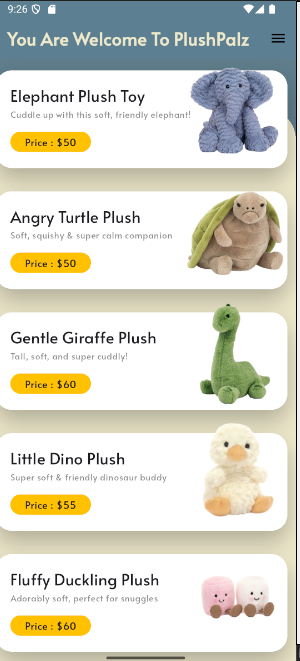 9:26
You Are Welcome To PlushPalz
Elephant Plush Toy
Cuddle up with this soft, friendly elephant!
Price : $50
Angry Turtle Plush
Soft, squishy & super calm companion
Price : $50
Gentle Giraffe Plush
Tall, soft, and super cuddly!
Price : $60
Little Dino Plush
Super soft & friendly dinosaur buddy
Price : $55
Fluffy Duckling Plush
Adorably soft, perfect for snuggles
Price : $60